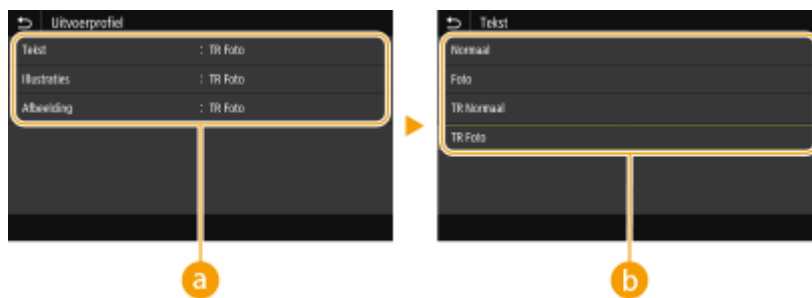 Uitvoerprofiel
Tekst : TR Foto
Illustraties : TR Foto
Afbeelding : TR Foto
a
Tekst
Normaal
Foto
TR Normaal
TR Foto
b